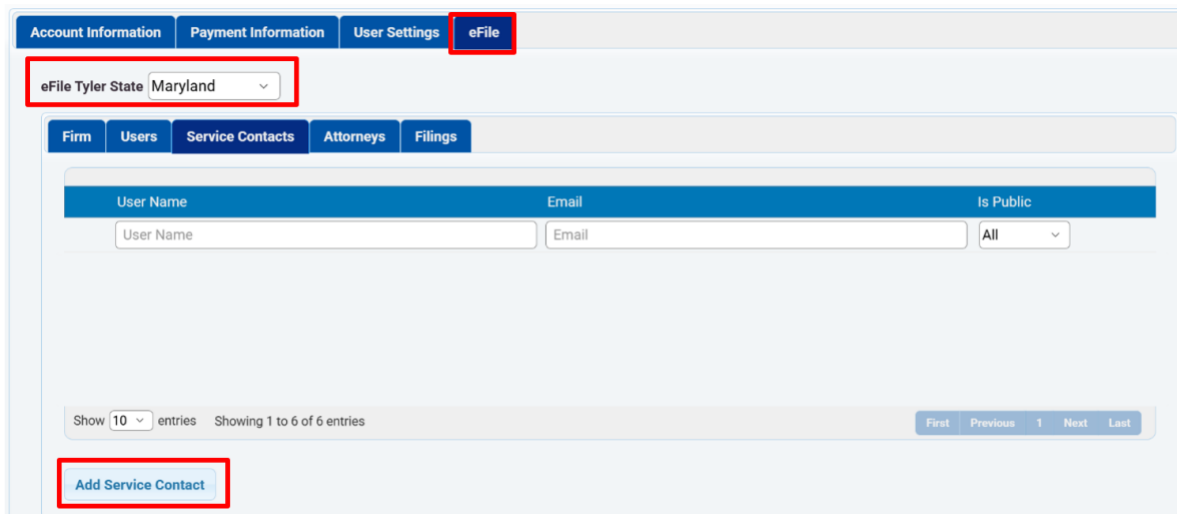 Account Information Payment Information User Settings eFile
eFile Tyler State Maryland
Firm Users Service Contacts Attorneys Filings
User Name Email Is Public
User Name Email All
Show 10 entries Showing 1 to 6 of 6 entries First Previous 1 Next Last
Add Service Contact